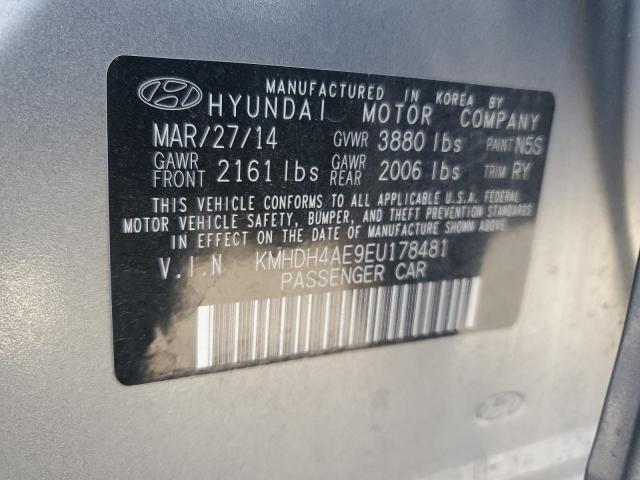 MANUFACTURED IN KOREA BY
HYUNDAI MOTOR COMPANY
MAR/27/14 GVWR 3880 lbs PAINT N5S
GAWR FRONT 2161 lbs GAWR REAR 2006 lbs TRIM RY
THIS VEHICLE CONFORMS TO ALL APPLICABLE U.S.A. FEDERAL
MOTOR VEHICLE SAFETY, BUMPER, AND THEFT PREVENTION STANDARDS
IN EFFECT ON THE DATE OF MANUFACTURE SHOWN ABOVE.
V.I.N KMHDH4AE9EU178481
PASSENGER CAR